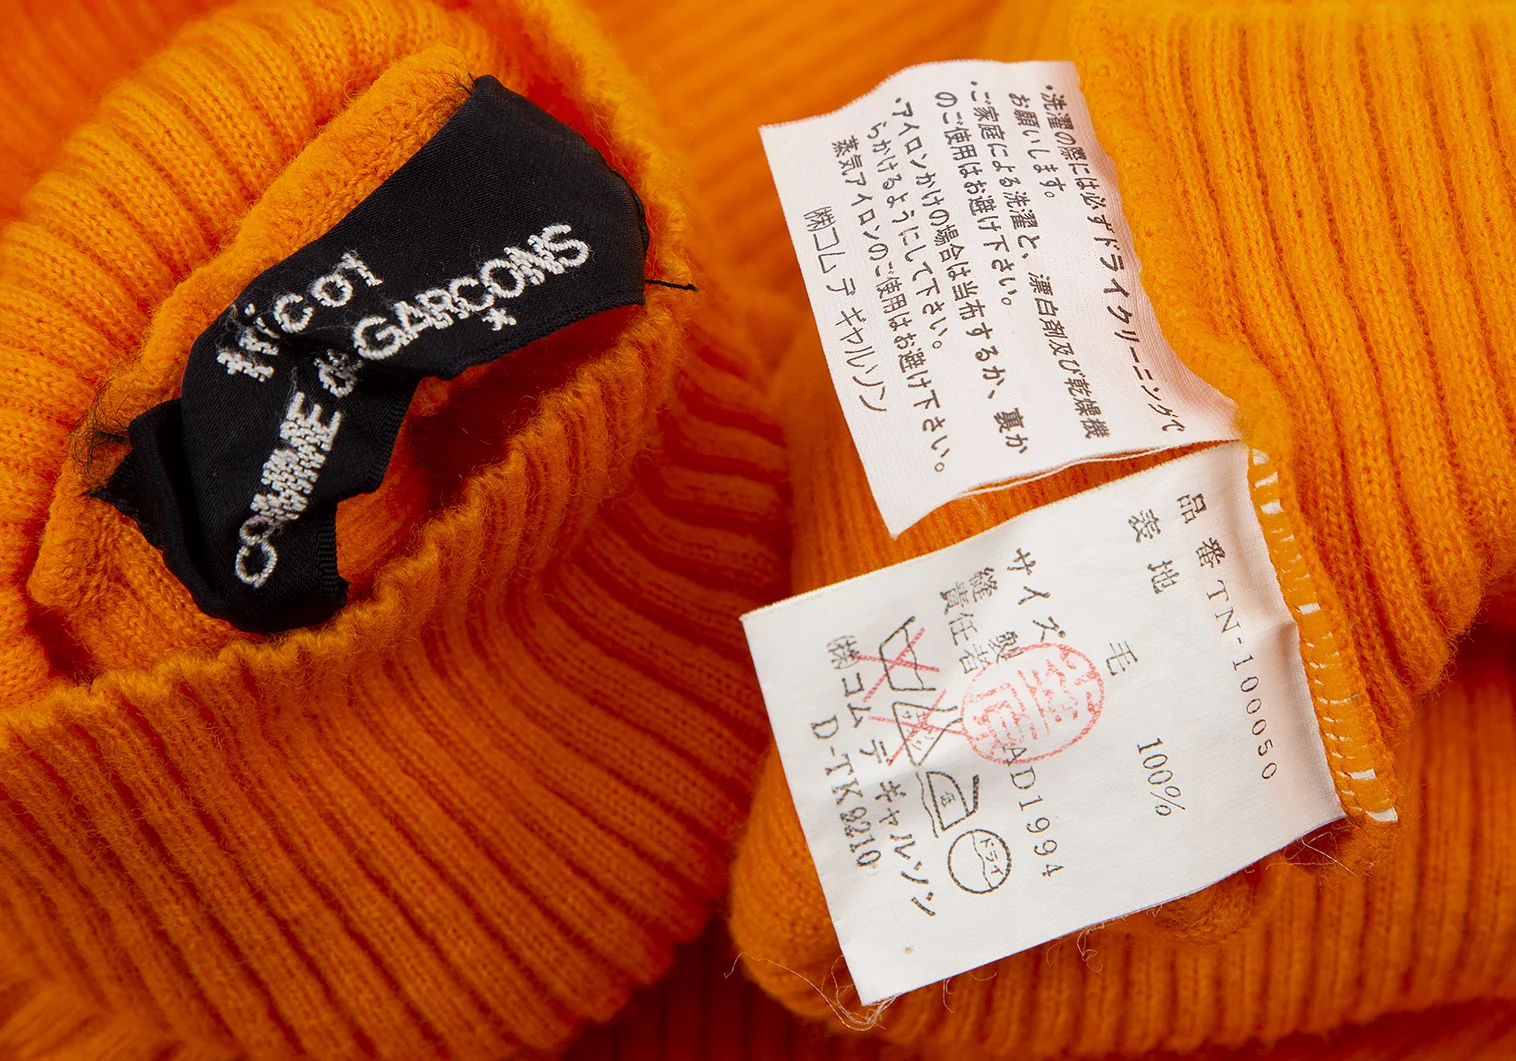 tricot
COMME des GARÇONS
*
・洗濯の際には必ずドライクリーニングで
お願いします。
・ご家庭による洗濯と、漂白剤及び乾燥機
のご使用はお避け下さい。
・アイロンかけの場合は当布するか、裏か
らかけるようにして下さい。
蒸気アイロンのご使用はお避け下さい。
㈱コム デ ギャルソン
品番 TN-100050
表地
毛 100%
サイズ AD1994
縫製
責任者
ドライ
㈱コム デ ギャルソン
D-TK2210